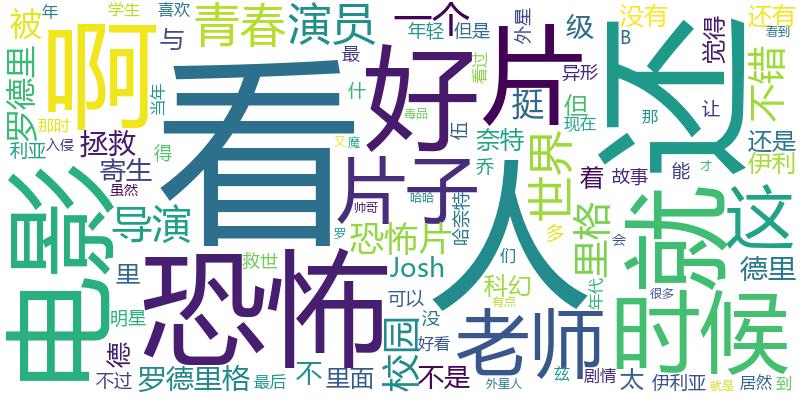 年 学生 喜欢
被 青春 演员 一个 年轻 但是 外星 级 没有 还有
与 最 看过 B 觉得 看到
罗德里 啊 看 好 片 还 不错
那时 当年 什 异形
利亚 入侵 拯救 伍 挺 但 那 让
得 毒品 奈特 现在 还是
寄生 又 魔 乔 世界 着 故事 能 伊利 才
虽然 片子 人 就 这
电影 帅哥 哈哈 哈奈特
导演 恐怖片 罗 们 多 里格 会
恐怖 救世 Josh 科幻 年代 时候 德里
里 可以 有点 很多
明星 没 老师
德 校园 好看
不过 罗德里格 最后 不 里面 不是 外星人 兹 剧情 太 伊利亚 就是 居然 到